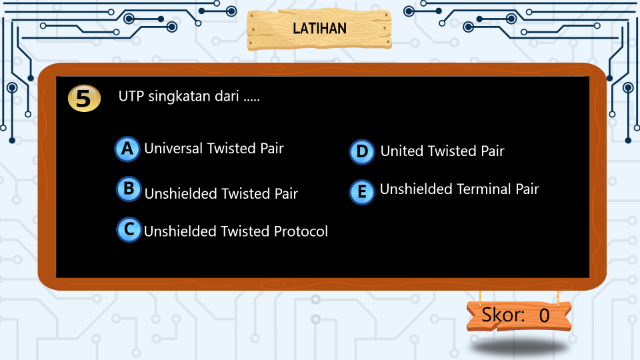 LATIHAN
5
UTP singkatan dari .....
A Universal Twisted Pair
B Unshielded Twisted Pair
C Unshielded Twisted Protocol
D United Twisted Pair
E Unshielded Terminal Pair
Skor: 0